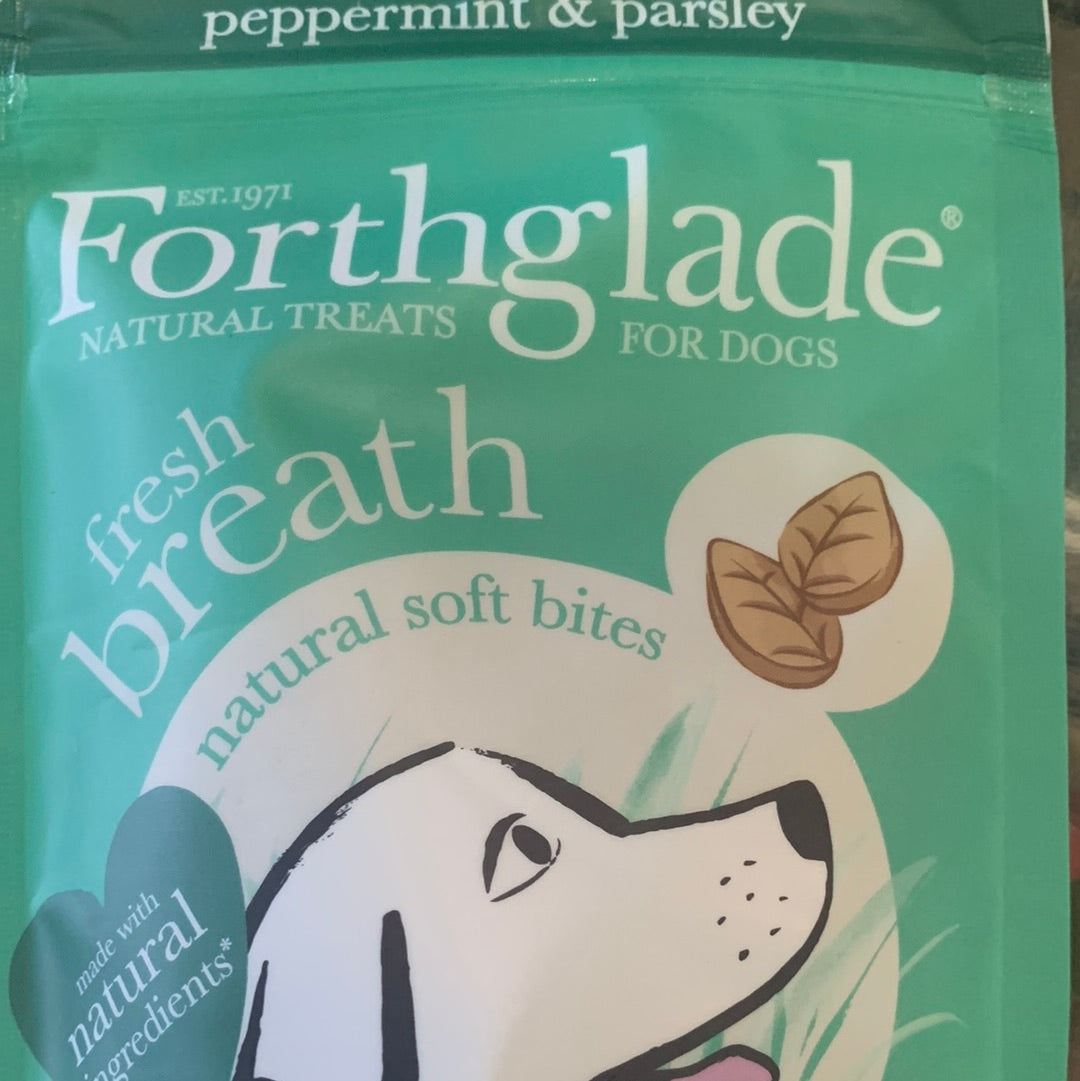 peppermint & parsley
EST.1971
Forthglade®
NATURAL TREATS FOR DOGS
fresh
breath
natural soft bites
made with
natural
ingredients*